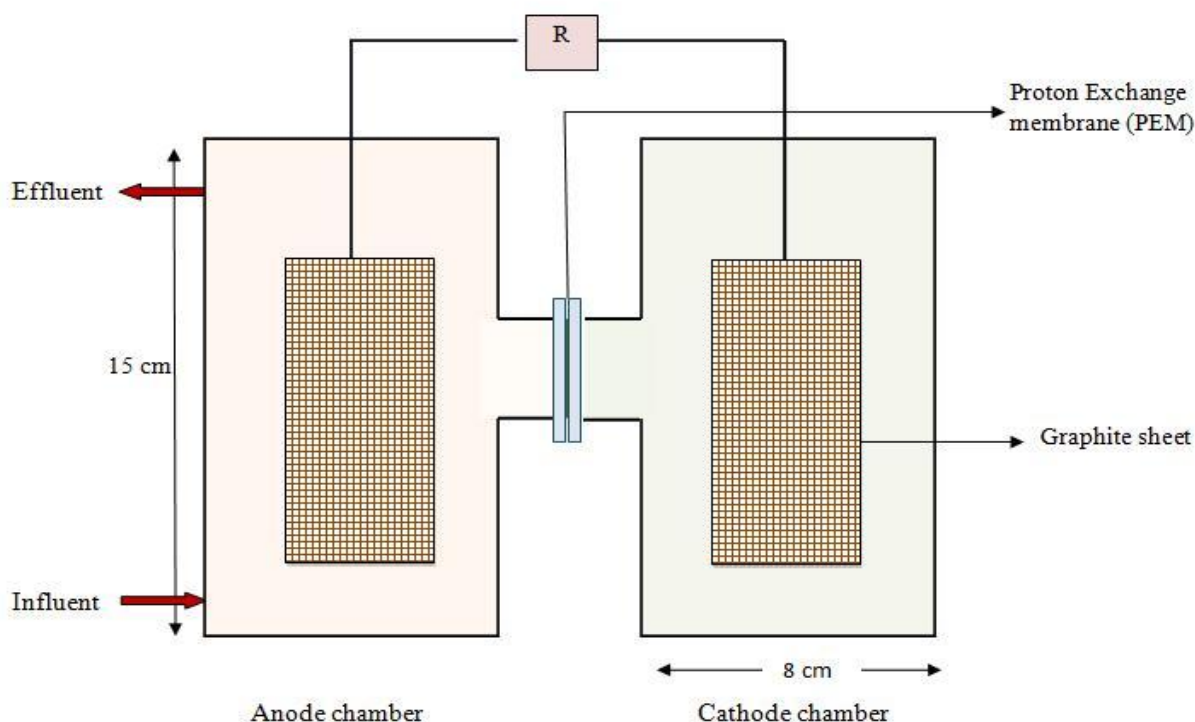 R
Proton Exchange
membrane (PEM)
Effluent
15 cm
Graphite sheet
Influent
8 cm
Anode chamber
Cathode chamber